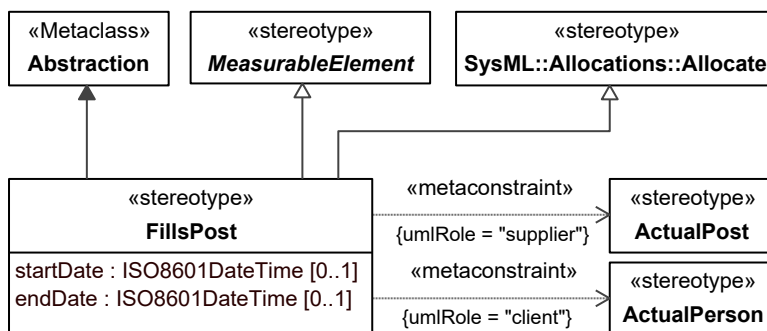 «Metaclass»
Abstraction
«stereotype»
MeasurableElement
«stereotype»
SysML::Allocations::Allocate
«stereotype»
FillsPost
startDate : ISO8601DateTime [0..1]
endDate : ISO8601DateTime [0..1]
«metaconstraint»
{umlRole = "supplier"}
«stereotype»
ActualPost
«metaconstraint»
{umlRole = "client"}
«stereotype»
ActualPerson